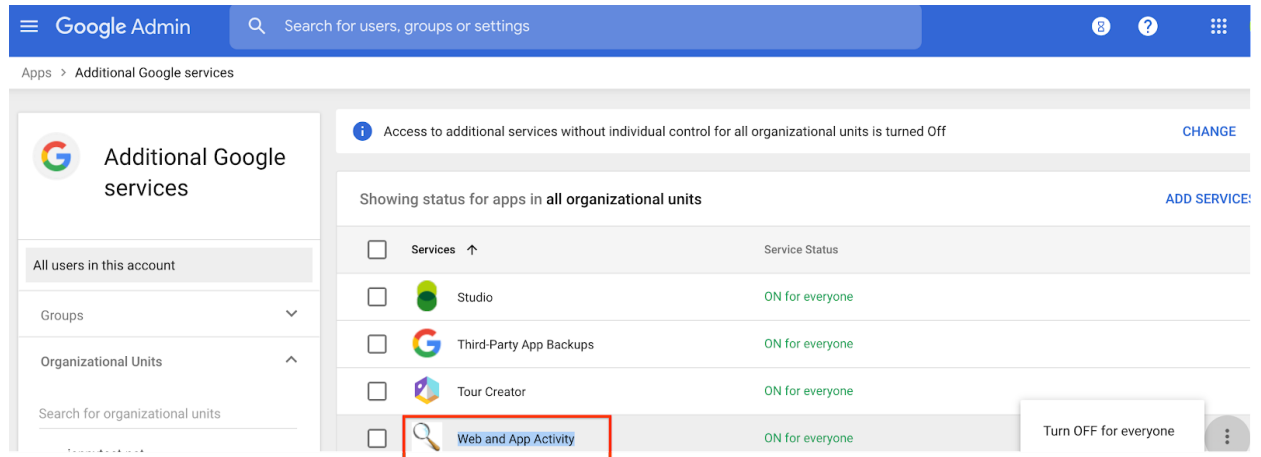 Google Admin
Search for users, groups or settings
Apps > Additional Google services
Additional Google
services
All users in this account
Groups
Organizational Units
Search for organizational units
Access to additional services without individual control for all organizational units is turned Off
CHANGE
Showing status for apps in all organizational units
ADD SERVICES
Services
Service Status
Studio
ON for everyone
Third-Party App Backups
ON for everyone
Tour Creator
ON for everyone
Web and App Activity
ON for everyone
Turn OFF for everyone